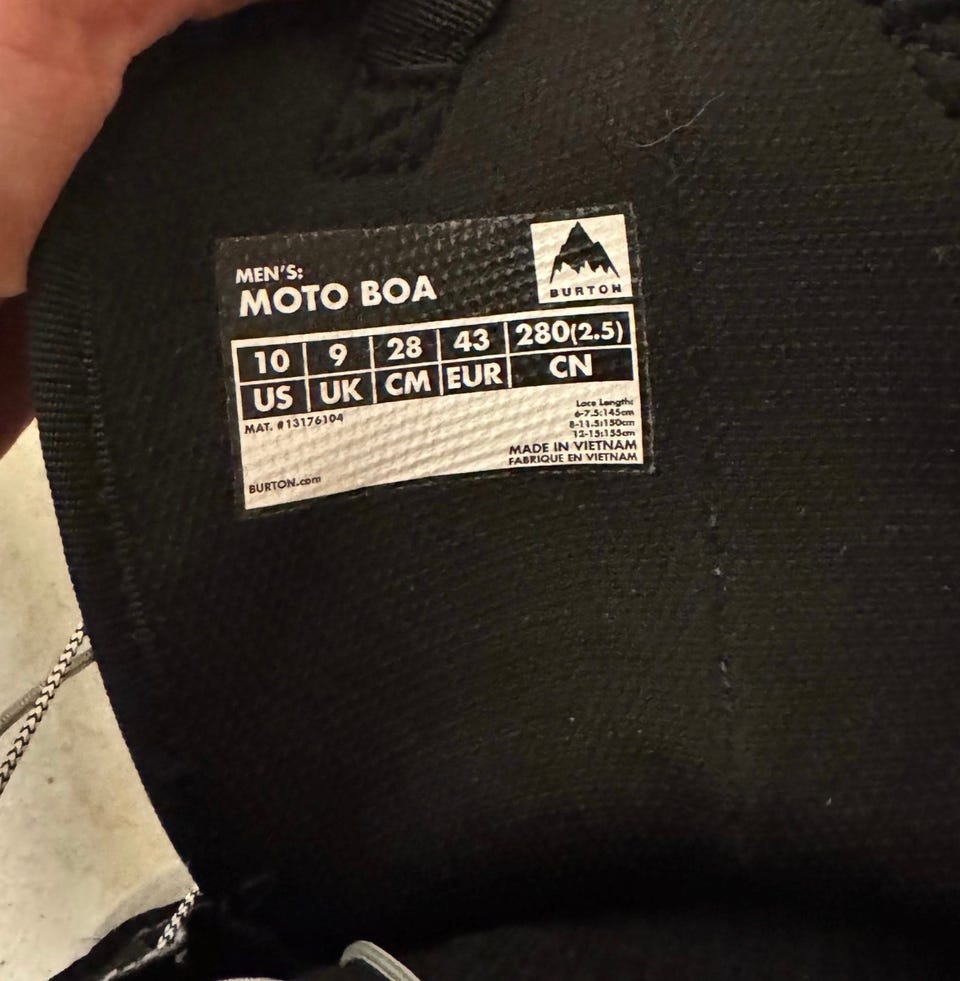 MEN'S:
MOTO BOA
BURTON
10 9 28 43 280(2.5)
US UK CM EUR CN
MAT. #13176104
Lace Length:
6-7.5:145cm
8-11.5:150cm
12-15:155cm
MADE IN VIETNAM
FABRIQUE EN VIETNAM
BURTON.com